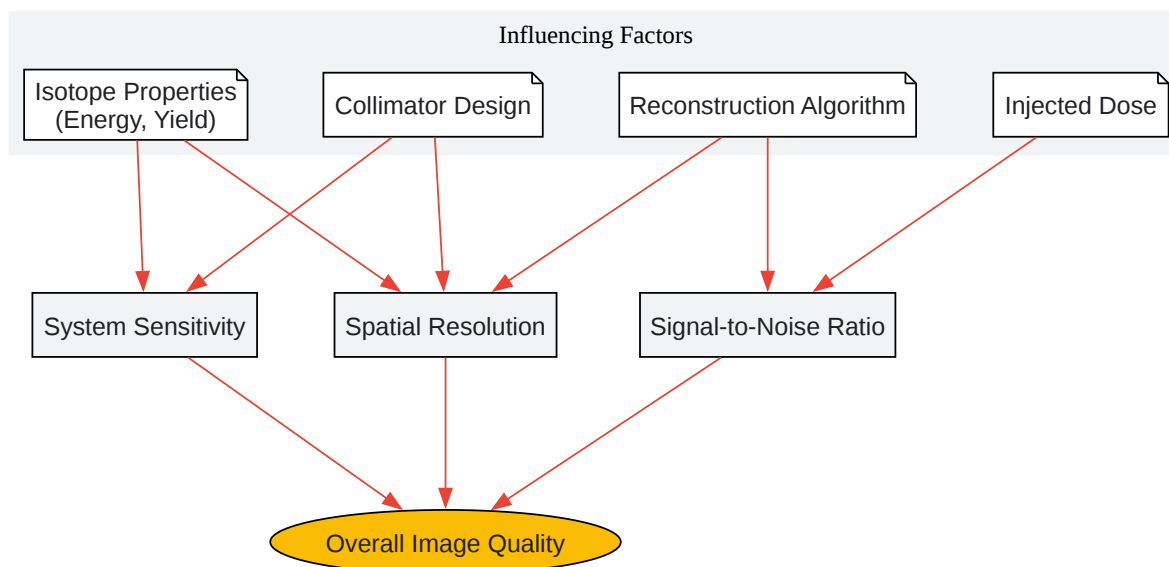 Influencing Factors
Isotope Properties
(Energy, Yield)
Collimator Design
Reconstruction Algorithm
Injected Dose
System Sensitivity
Spatial Resolution
Signal-to-Noise Ratio
Overall Image Quality